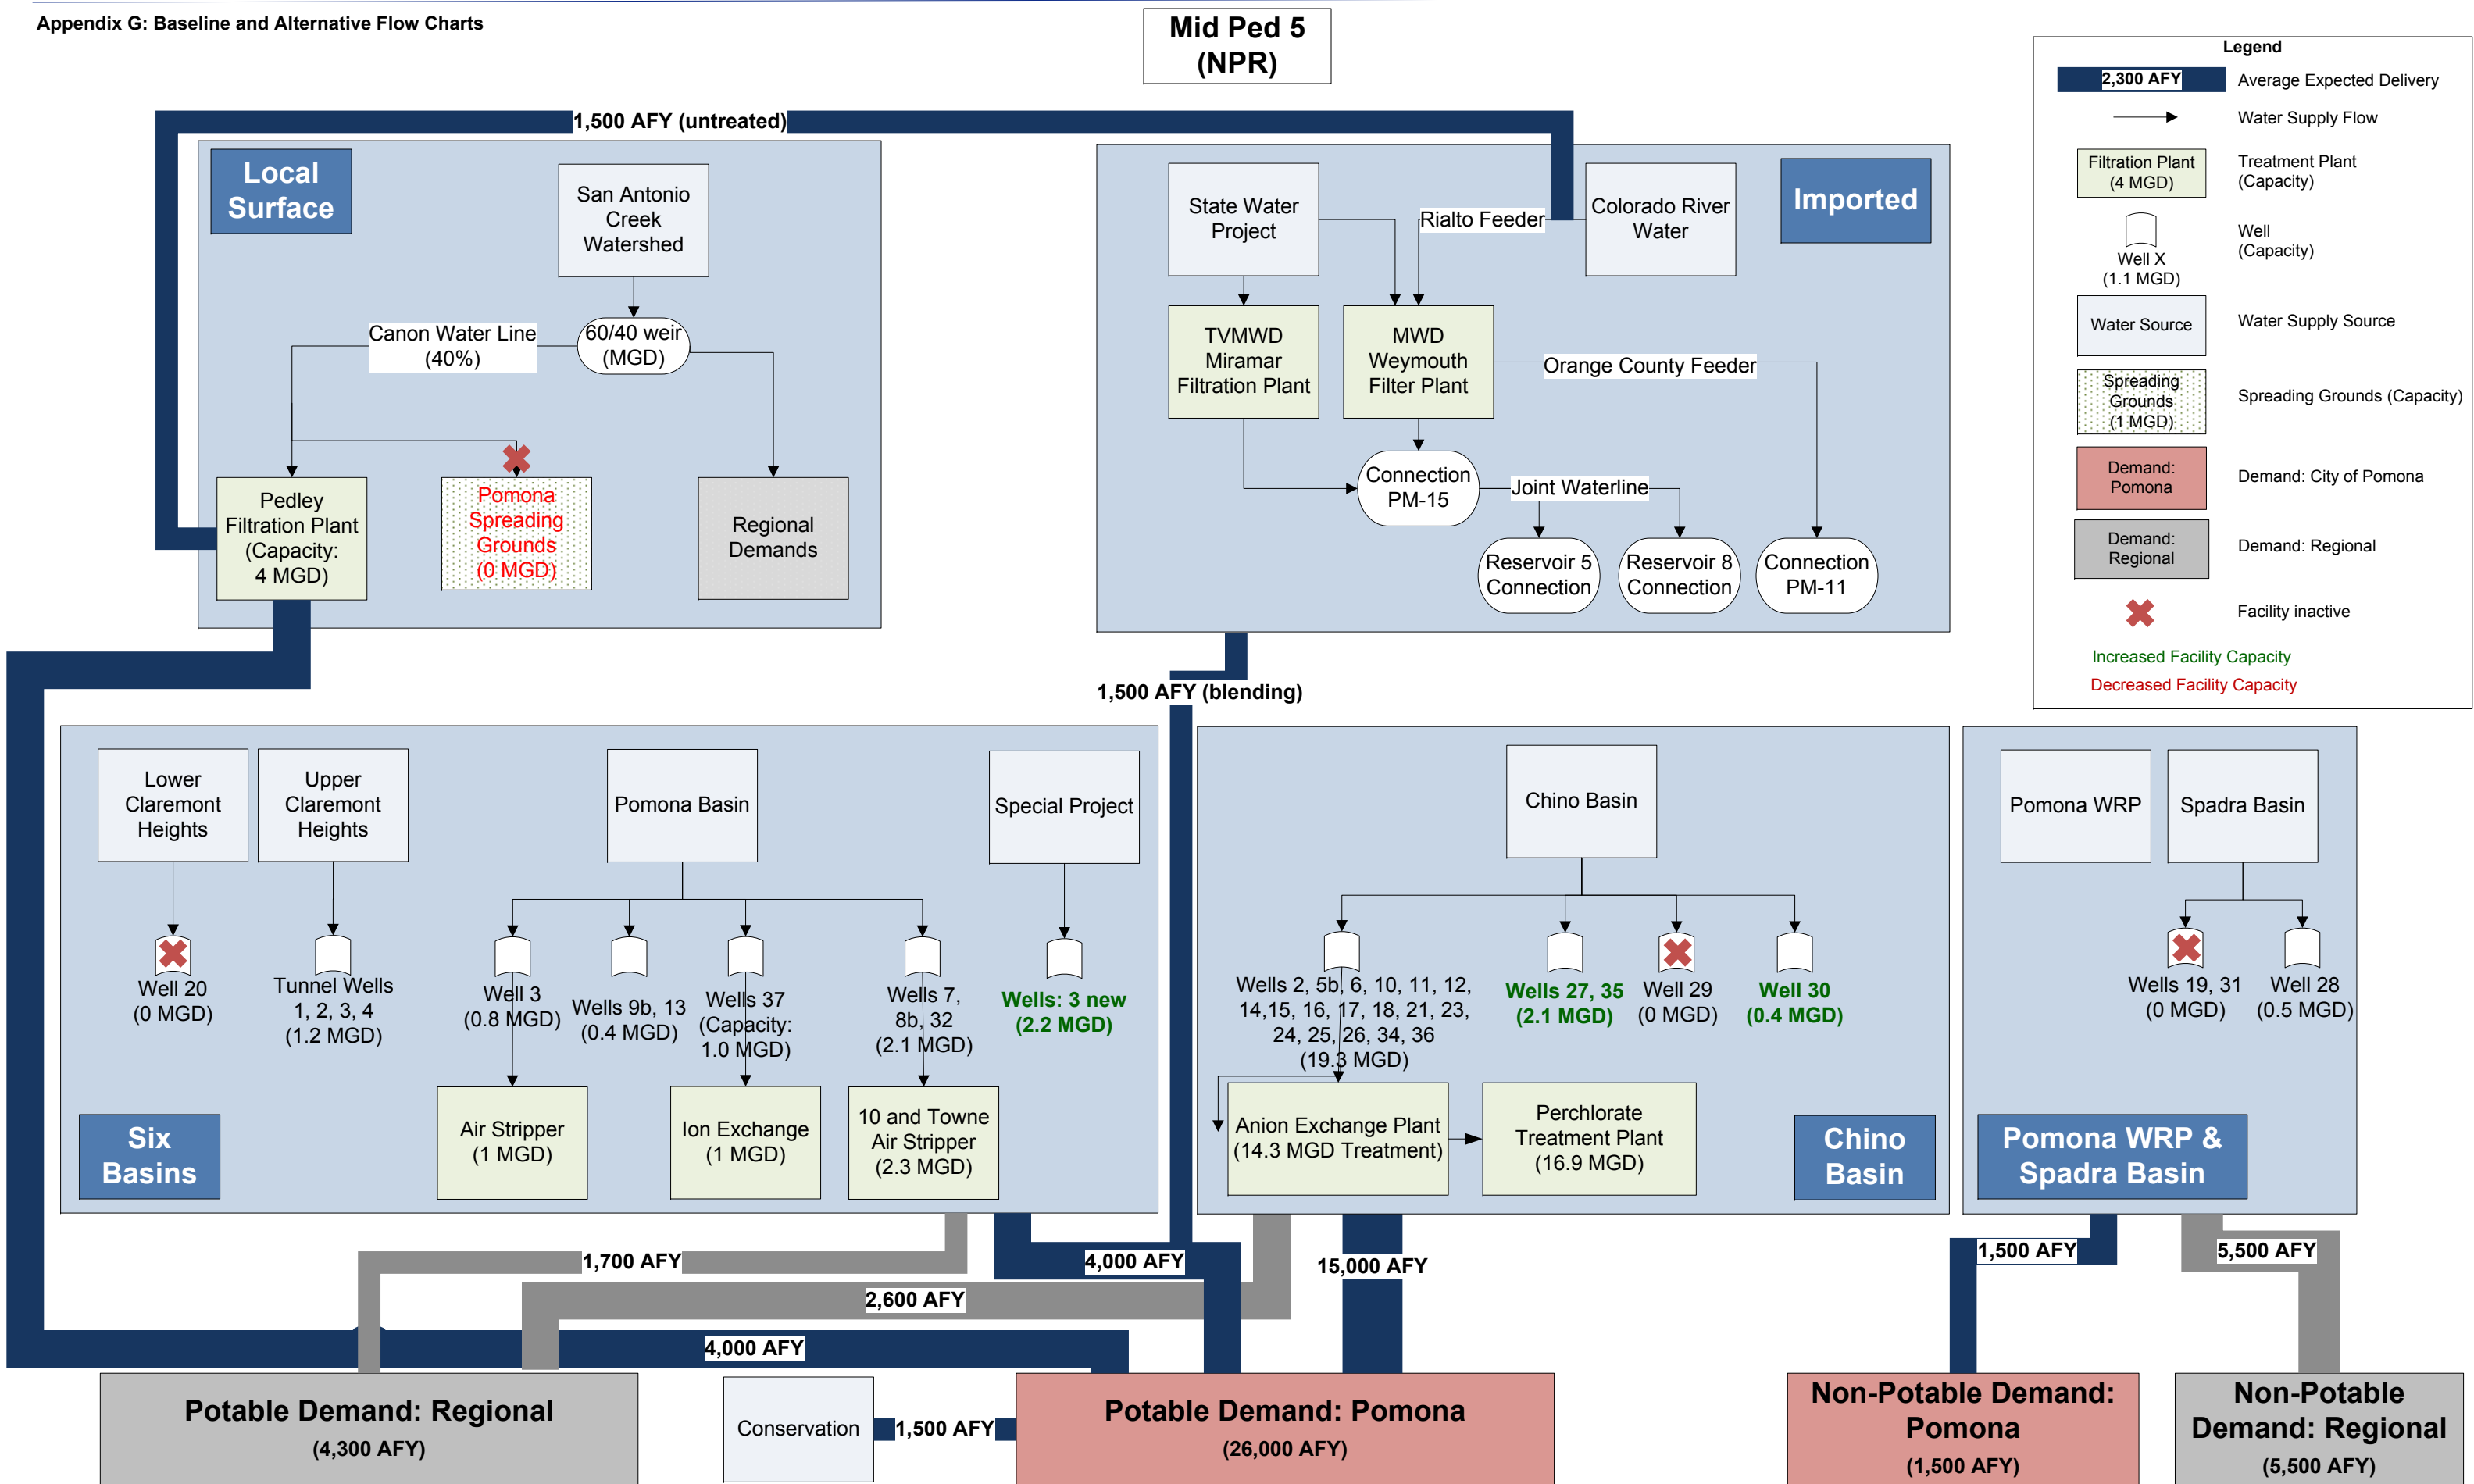 Appendix G: Baseline and Alternative Flow Charts
Mid Ped 5
(NPR)
Legend
2,300 AFY
Average Expected Delivery
Water Supply Flow
Filtration Plant
(4 MGD)
Treatment Plant
(Capacity)
Well X
(1.1 MGD)
Well
(Capacity)
Water Source
Water Supply Source
Spreading
Grounds
(1 MGD)
Spreading Grounds (Capacity)
Demand:
Pomona
Demand: City of Pomona
Demand:
Regional
Demand: Regional
Facility inactive
Increased Facility Capacity
Decreased Facility Capacity
1,500 AFY (untreated)
Local
Surface
San Antonio
Creek
Watershed
Canon Water Line
(40%)
60/40 weir
(MGD)
Pedley
Filtration Plant
(Capacity:
4 MGD)
Pomona
Spreading
Grounds
(0 MGD)
Regional
Demands
State Water
Project
Rialto Feeder
Colorado River
Water
Imported
TVMWD
Miramar
Filtration Plant
MWD
Weymouth
Filter Plant
Orange County Feeder
Connection
PM-15
Joint Waterline
Reservoir 5
Connection
Reservoir 8
Connection
Connection
PM-11
1,500 AFY (blending)
Lower
Claremont
Heights
Upper
Claremont
Heights
Pomona Basin
Special Project
Well 20
(0 MGD)
Tunnel Wells
1, 2, 3, 4
(1.2 MGD)
Well 3
(0.8 MGD)
Wells 9b, 13
(0.4 MGD)
Wells 37
(Capacity:
1.0 MGD)
Wells 7,
8b, 32
(2.1 MGD)
Wells: 3 new
(2.2 MGD)
Six
Basins
Air Stripper
(1 MGD)
Ion Exchange
(1 MGD)
10 and Towne
Air Stripper
(2.3 MGD)
Chino Basin
Wells 2, 5b, 6, 10, 11, 12,
14,15, 16, 17, 18, 21, 23,
24, 25, 26, 34, 36
(19.3 MGD)
Wells 27, 35
(2.1 MGD)
Well 29
(0 MGD)
Well 30
(0.4 MGD)
Anion Exchange Plant
(14.3 MGD Treatment)
Perchlorate
Treatment Plant
(16.9 MGD)
Chino
Basin
Pomona WRP
Spadra Basin
Wells 19, 31
(0 MGD)
Well 28
(0.5 MGD)
Pomona WRP &
Spadra Basin
1,700 AFY
4,000 AFY
15,000 AFY
1,500 AFY
5,500 AFY
2,600 AFY
4,000 AFY
Potable Demand: Regional
(4,300 AFY)
Conservation
1,500 AFY
Potable Demand: Pomona
(26,000 AFY)
Non-Potable Demand:
Pomona
(1,500 AFY)
Non-Potable
Demand: Regional
(5,500 AFY)